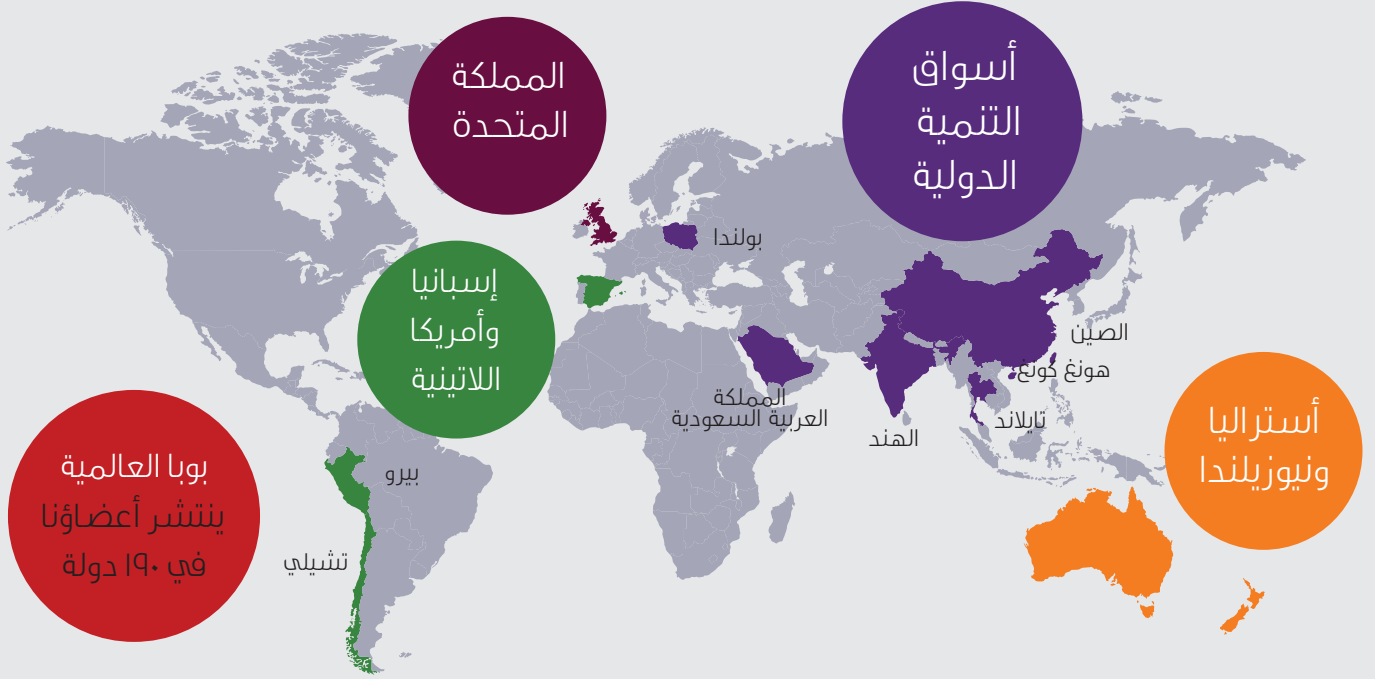 أسواق
التنمية
الدولية
المملكة
المتحدة
بولندا
إسبانيا
وأمريكا
اللاتينية
الصين
هونغ كونغ
تايلاند
الهند
المملكة
العربية السعودية
أستراليا
ونيوزيلندا
بيرو
تشيلي
بوبا العالمية
ينتشر أعضاؤنا
في ١٩٠ دولة